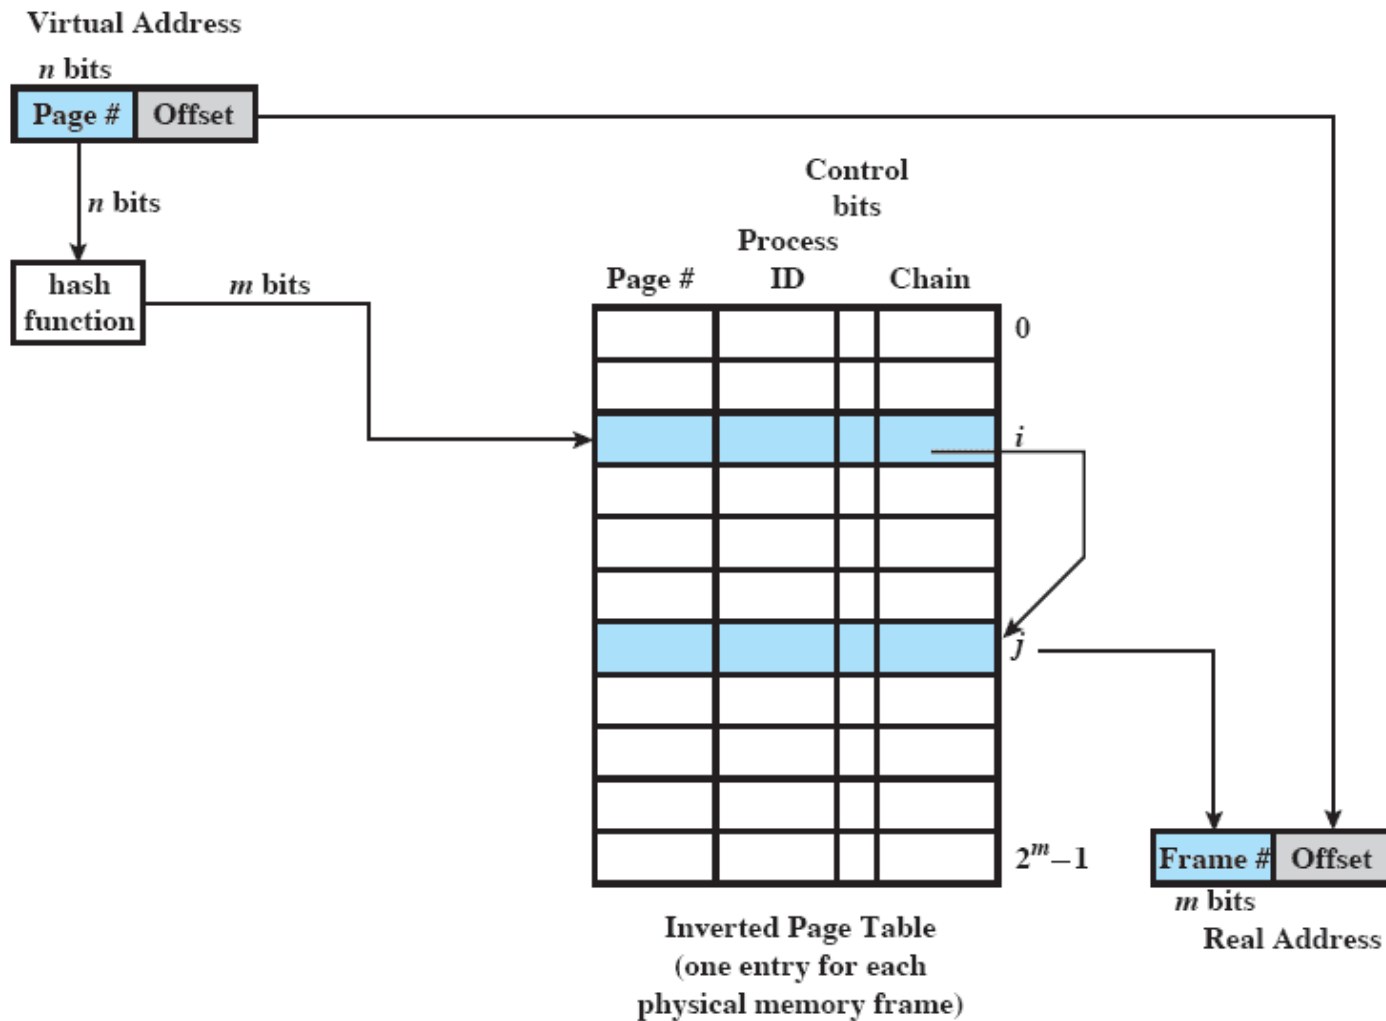 Virtual Address
n bits
Page # Offset
n bits
hash
function
m bits
Control
bits
Process
Page # ID Chain
0
i
j
2^m−1
Frame # Offset
m bits
Real Address
Inverted Page Table
(one entry for each
physical memory frame)